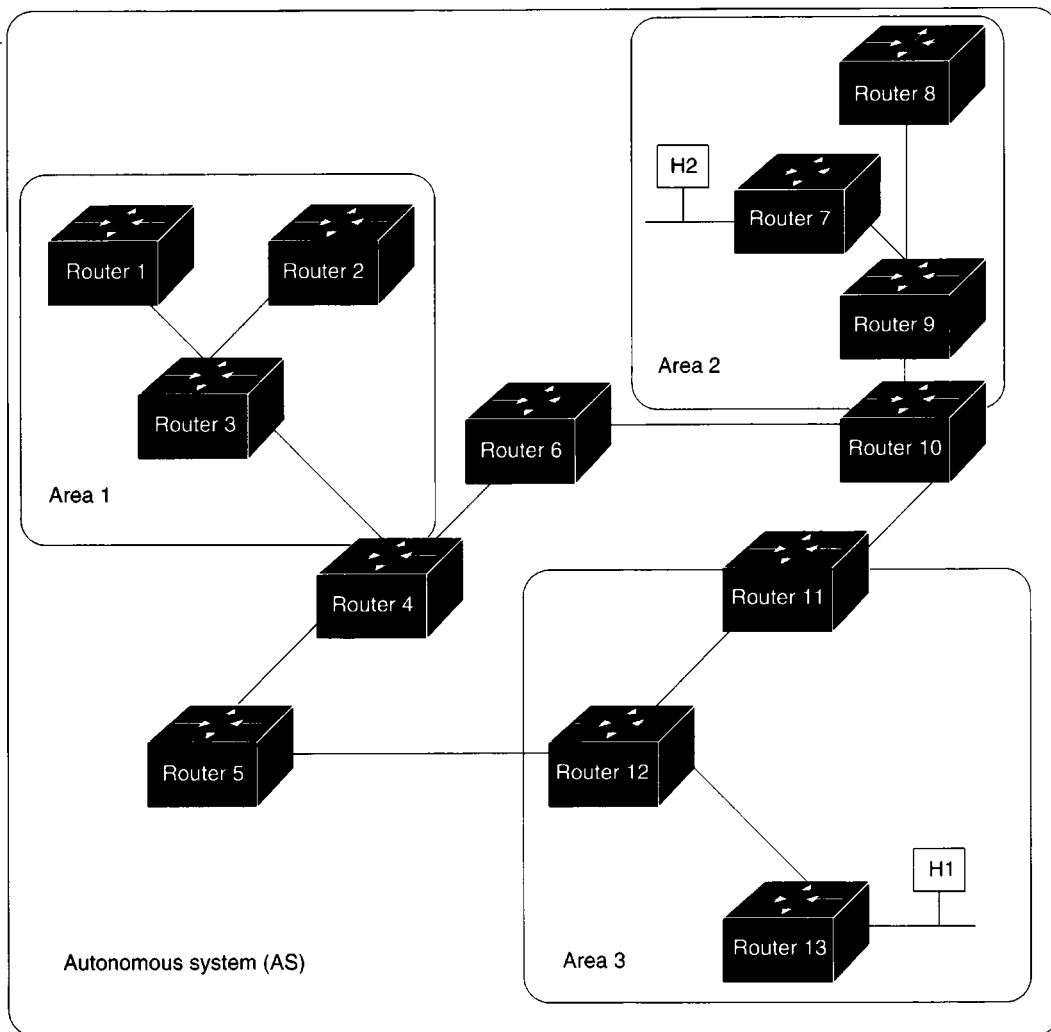 Router 8
H2
Router 7
Router 1
Router 2
Router 9
Area 2
Router 3
Router 6
Router 10
Area 1
Router 4
Router 11
Router 5
Router 12
H1
Router 13
Autonomous system (AS)
Area 3